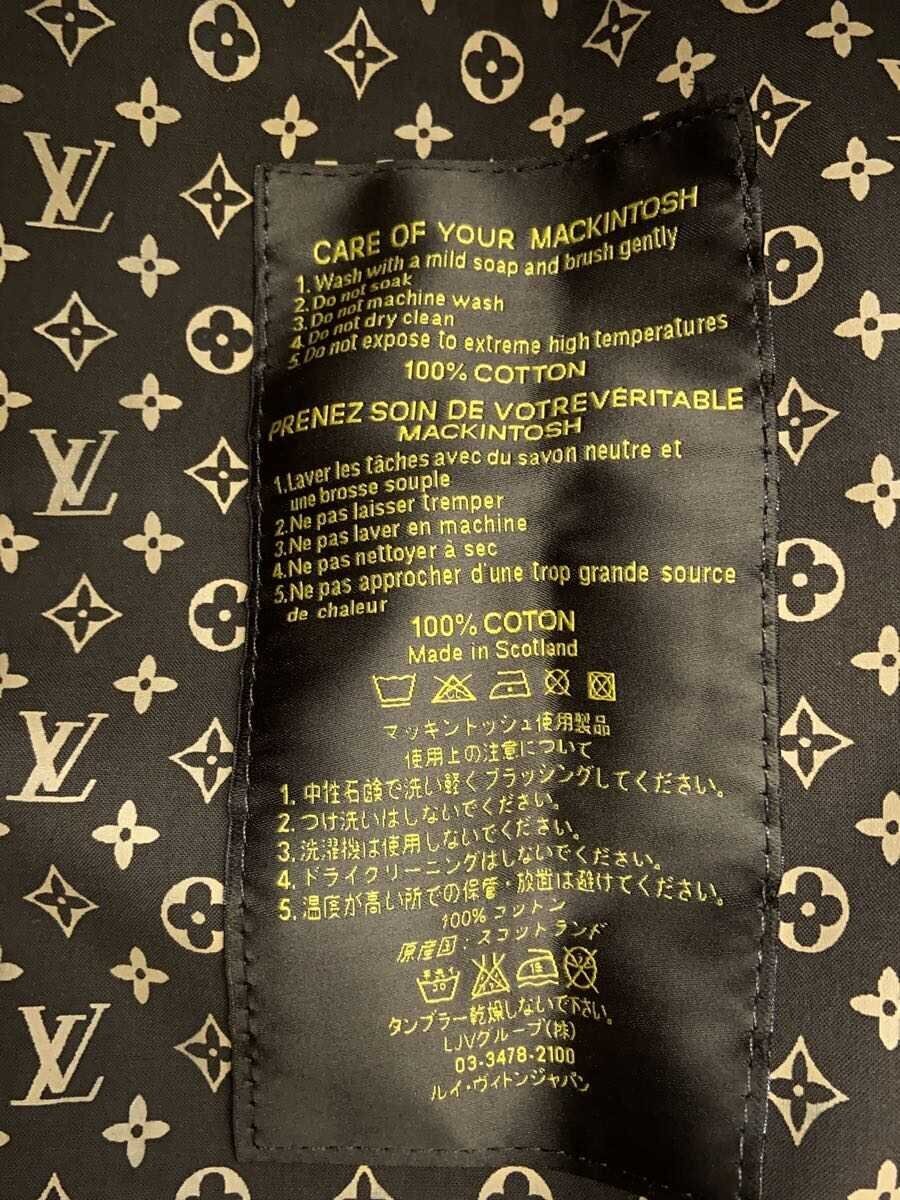 CARE OF YOUR MACKINTOSH
1. Wash with a mild soap and brush gently
2. Do not soak
3. Do not machine wash
4. Do not dry clean
5. Do not expose to extreme high temperatures
100% COTTON
PRENEZ SOIN DE VOTRE VÉRITABLE
MACKINTOSH
1. Laver les tâches avec du savon neutre et
une brosse souple
2. Ne pas laisser tremper
3. Ne pas laver en machine
4. Ne pas nettoyer à sec
5. Ne pas approcher d'une trop grande source
de chaleur
100% COTON
Made in Scotland
マッキントッシュ使用製品
使用上の注意について
1. 中性石鹸で洗い軽くブラッシングしてください。
2. つけ洗いはしないでください。
3. 洗濯機は使用しないでください。
4. ドライクリーニングはしないでください。
5. 温度が高い所での保管・放置は避けてください。
100% コットン
原産国：スコットランド
タンブラー乾燥しないで下さい。
LJVグループ(株)
03-3478-2100
ルイ・ヴィトンジャパン